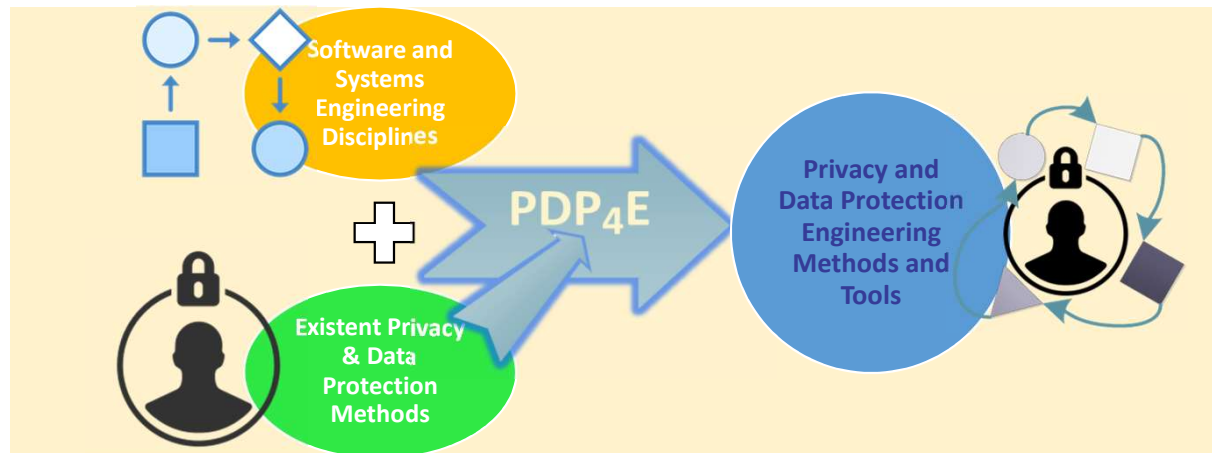 Software and
Systems
Engineering
Disciplines
PDP₄E
Existent Privacy
& Data
Protection
Methods
Privacy and
Data Protection
Engineering
Methods and
Tools